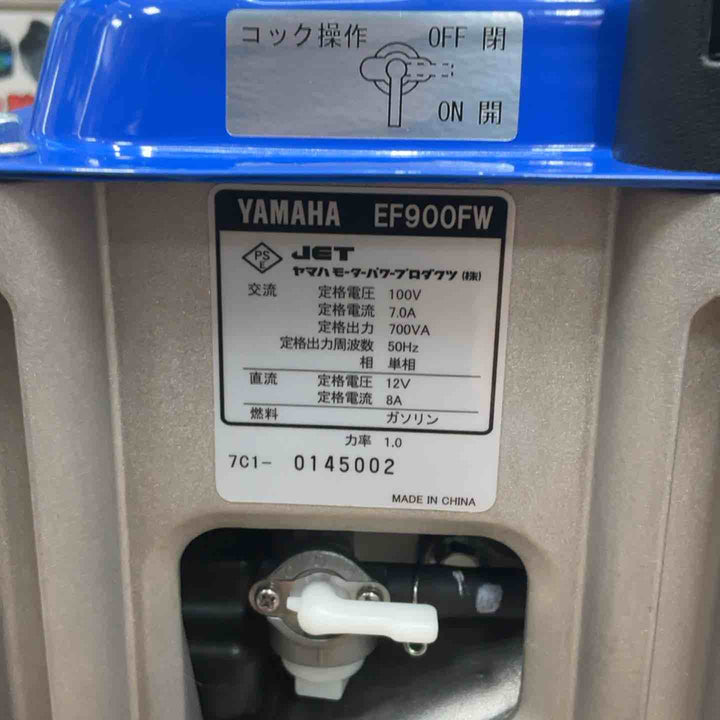 コック操作 OFF 閉
ON 開
YAMAHA EF900FW
PS E JET
ヤマハモーターパワープロダクツ(株)
交流 定格電圧 100V
定格電流 7.0A
定格出力 700VA
定格出力周波数 50Hz
相 単相
直流 定格電圧 12V
定格電流 8A
燃料 ガソリン
力率 1.0
7C1- 0145002
MADE IN CHINA